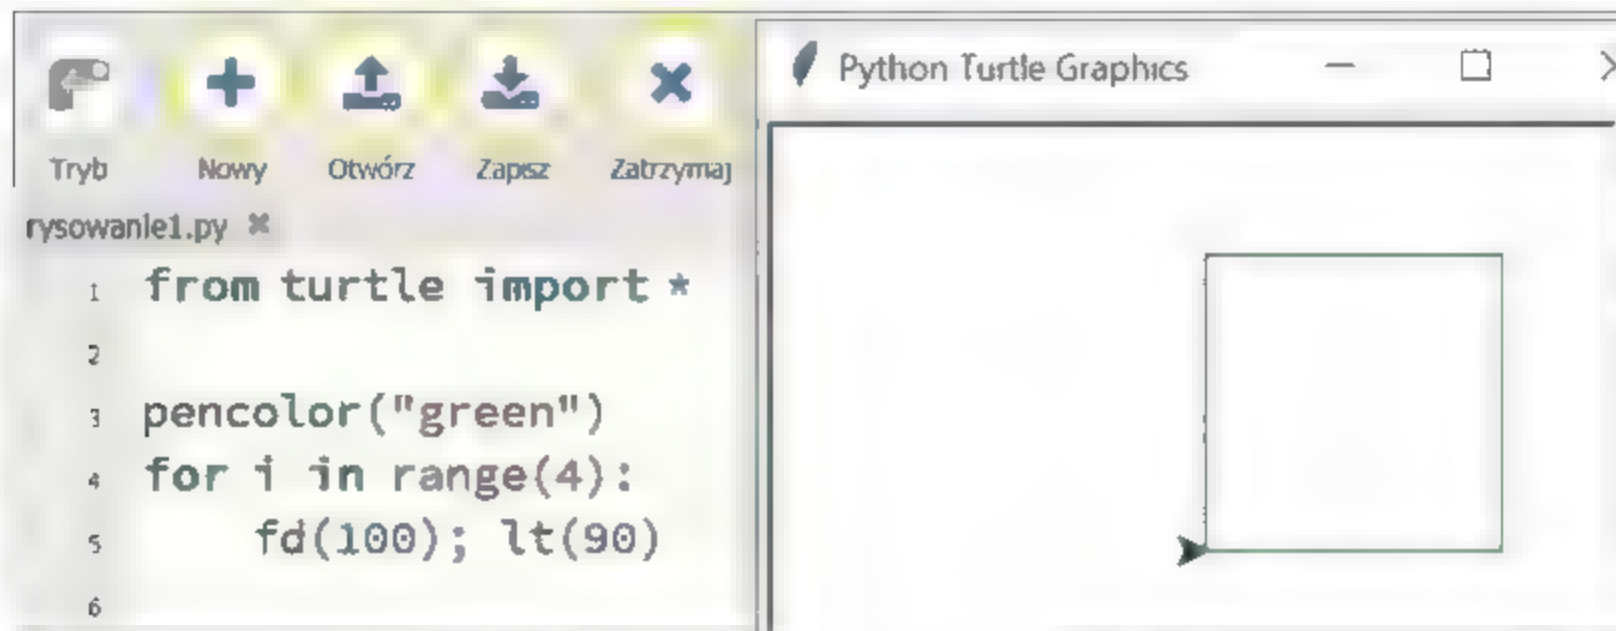 Tryb Nowy Otwórz Zapisz Zatrzymaj
rysowanie1.py
1 from turtle import *
2
3 pencolor("green")
4 for i in range(4):
5 fd(100); lt(90)
6
Python Turtle Graphics